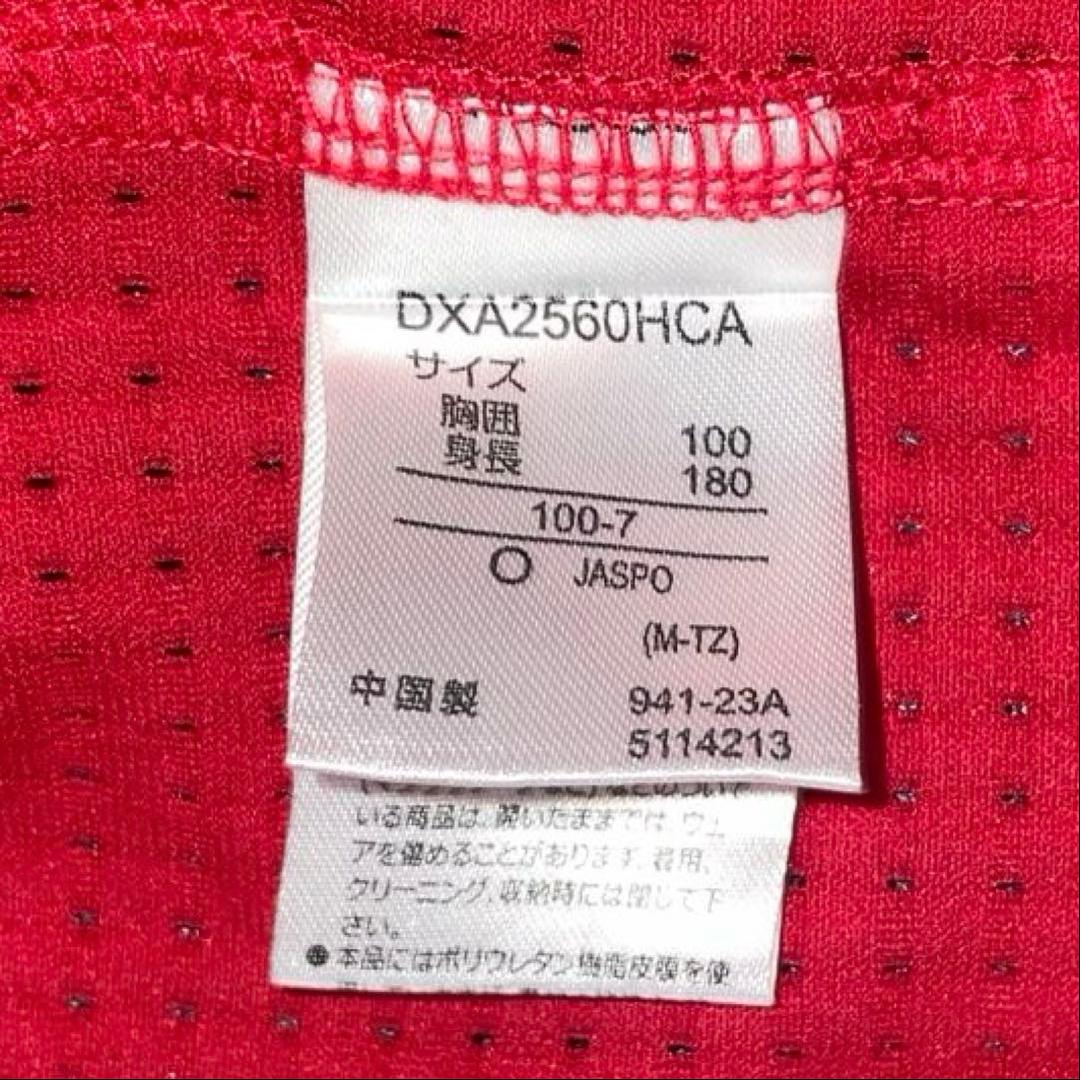 DXA2560HCA
サイズ
胸囲 100
身長 180
100-7
O JASPO
(M-TZ)
中国製 941-23A
5114213
いる商品は、開いたままでは、ウェ
アを傷めることがあります。着用、
クリーニング、収納時には閉じて下
さい。
●本品にはポリウレタン樹脂皮膜を使